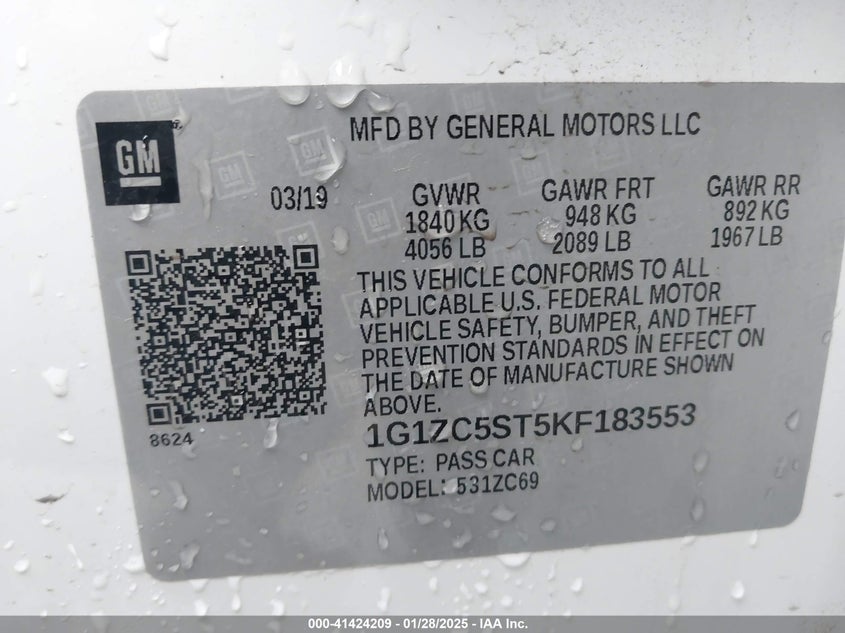 GM
MFD BY GENERAL MOTORS LLC
03/19
GVWR
1840 KG
4056 LB
GAWR FRT
948 KG
2089 LB
GAWR RR
892 KG
1967 LB
THIS VEHICLE CONFORMS TO ALL
APPLICABLE U.S. FEDERAL MOTOR
VEHICLE SAFETY, BUMPER, AND THEFT
PREVENTION STANDARDS IN EFFECT ON
THE DATE OF MANUFACTURE SHOWN
ABOVE.
8624
1G1ZC5ST5KF183553
TYPE: PASS CAR
MODEL: 531ZC69
000-41424209 - 01/28/2025 - IAA Inc.